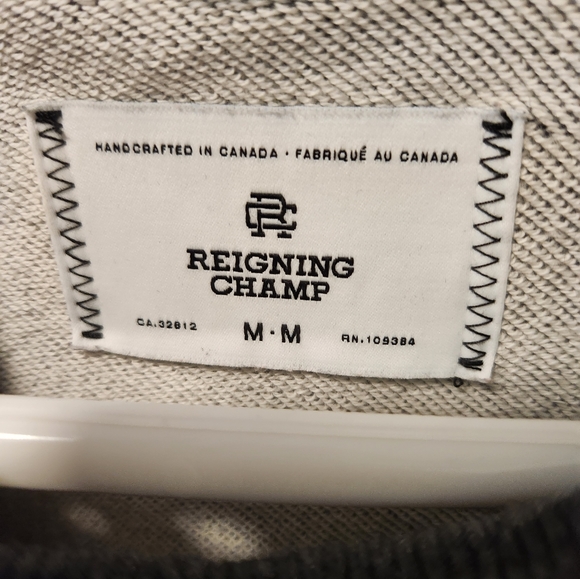 HANDCRAFTED IN CANADA · FABRIQUÉ AU CANADA
RC
REIGNING
CHAMP
CA.32812 M·M RN.109384